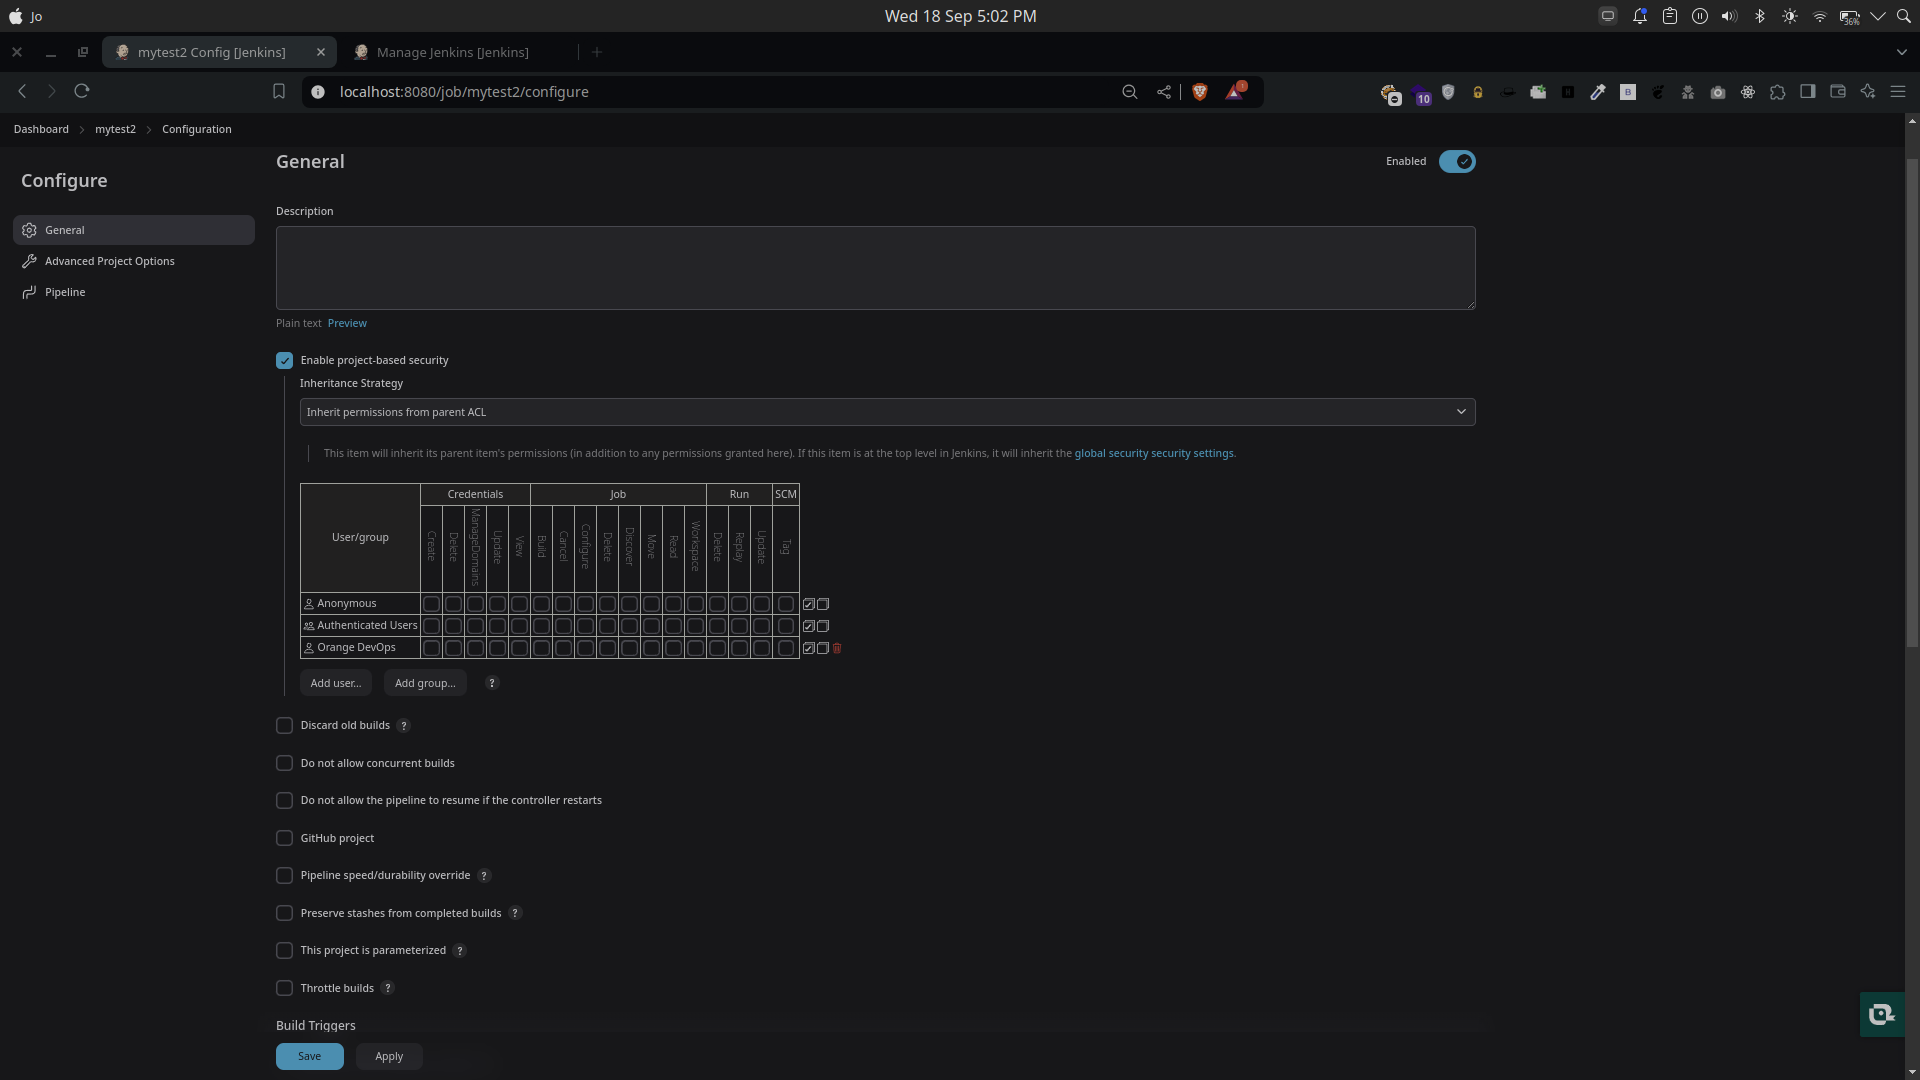 Jo
Wed 18 Sep 5:02 PM
36%
mytest2 Config [Jenkins]
Manage Jenkins [Jenkins]
localhost:8080/job/mytest2/configure
1
10
B
Dashboard
mytest2
Configuration
Configure
General
Advanced Project Options
Pipeline
General
Enabled
Description
Plain text Preview
Enable project-based security
Inheritance Strategy
Inherit permissions from parent ACL
This item will inherit its parent item's permissions (in addition to any permissions granted here). If this item is at the top level in Jenkins, it will inherit the global security security settings.
User/group
Credentials
Job
Run
SCM
Create
Delete
ManageDomains
Update
View
Build
Cancel
Configure
Delete
Discover
Move
Read
Workspace
Delete
Replay
Update
Tag
Anonymous
Authenticated Users
Orange DevOps
Add user...
Add group...
?
Discard old builds ?
Do not allow concurrent builds
Do not allow the pipeline to resume if the controller restarts
GitHub project
Pipeline speed/durability override ?
Preserve stashes from completed builds ?
This project is parameterized ?
Throttle builds ?
Build Triggers
Save
Apply